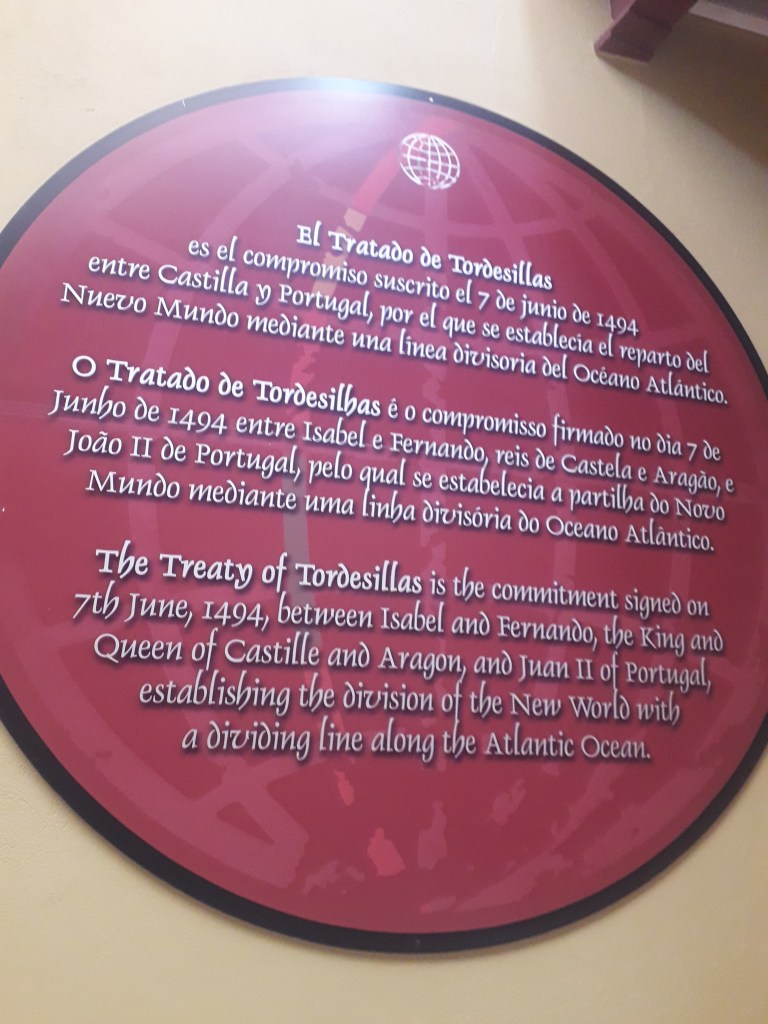 El Tratado de Tordesillas
es el compromiso suscrito el 7 de junio de 1494
entre Castilla y Portugal, por el que se establecia el reparto del
Nuevo Mundo mediante una línea divisoria del Océano Atlántico.
O Tratado de Tordesilhas é o compromisso firmado no dia 7 de
Junho de 1494 entre Isabel e Fernando, reis de Castela e Aragão, e
João II de Portugal, pelo qual se estabelecia a partilha do Novo
Mundo mediante uma linha divisória do Oceano Atlântico.
The Treaty of Tordesillas is the commitment signed on
7th June, 1494, between Isabel and Fernando, the King and
Queen of Castille and Aragon, and Juan II of Portugal,
establishing the division of the New World with
a dividing line along the Atlantic Ocean.